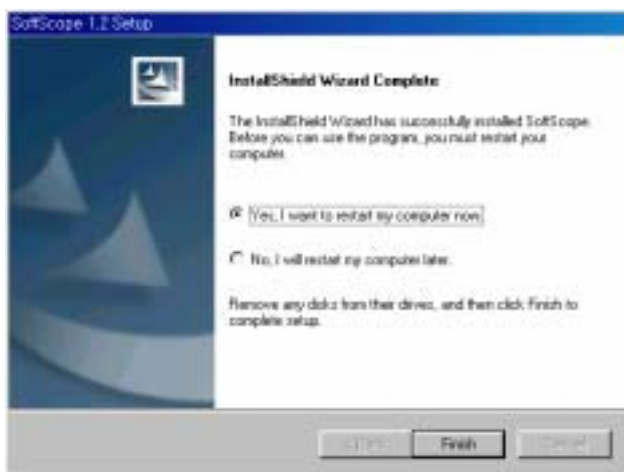 SoftScope 1.2 Setup
InstallShield Wizard Complete
The InstallShield Wizard has successfully installed SoftScope.
Before you can use the program, you must restart your
computer.
Yes, I want to restart my computer now.
No, I will restart my computer later.
Remove any disks from their drives, and then click Finish to
complete setup.
Finish